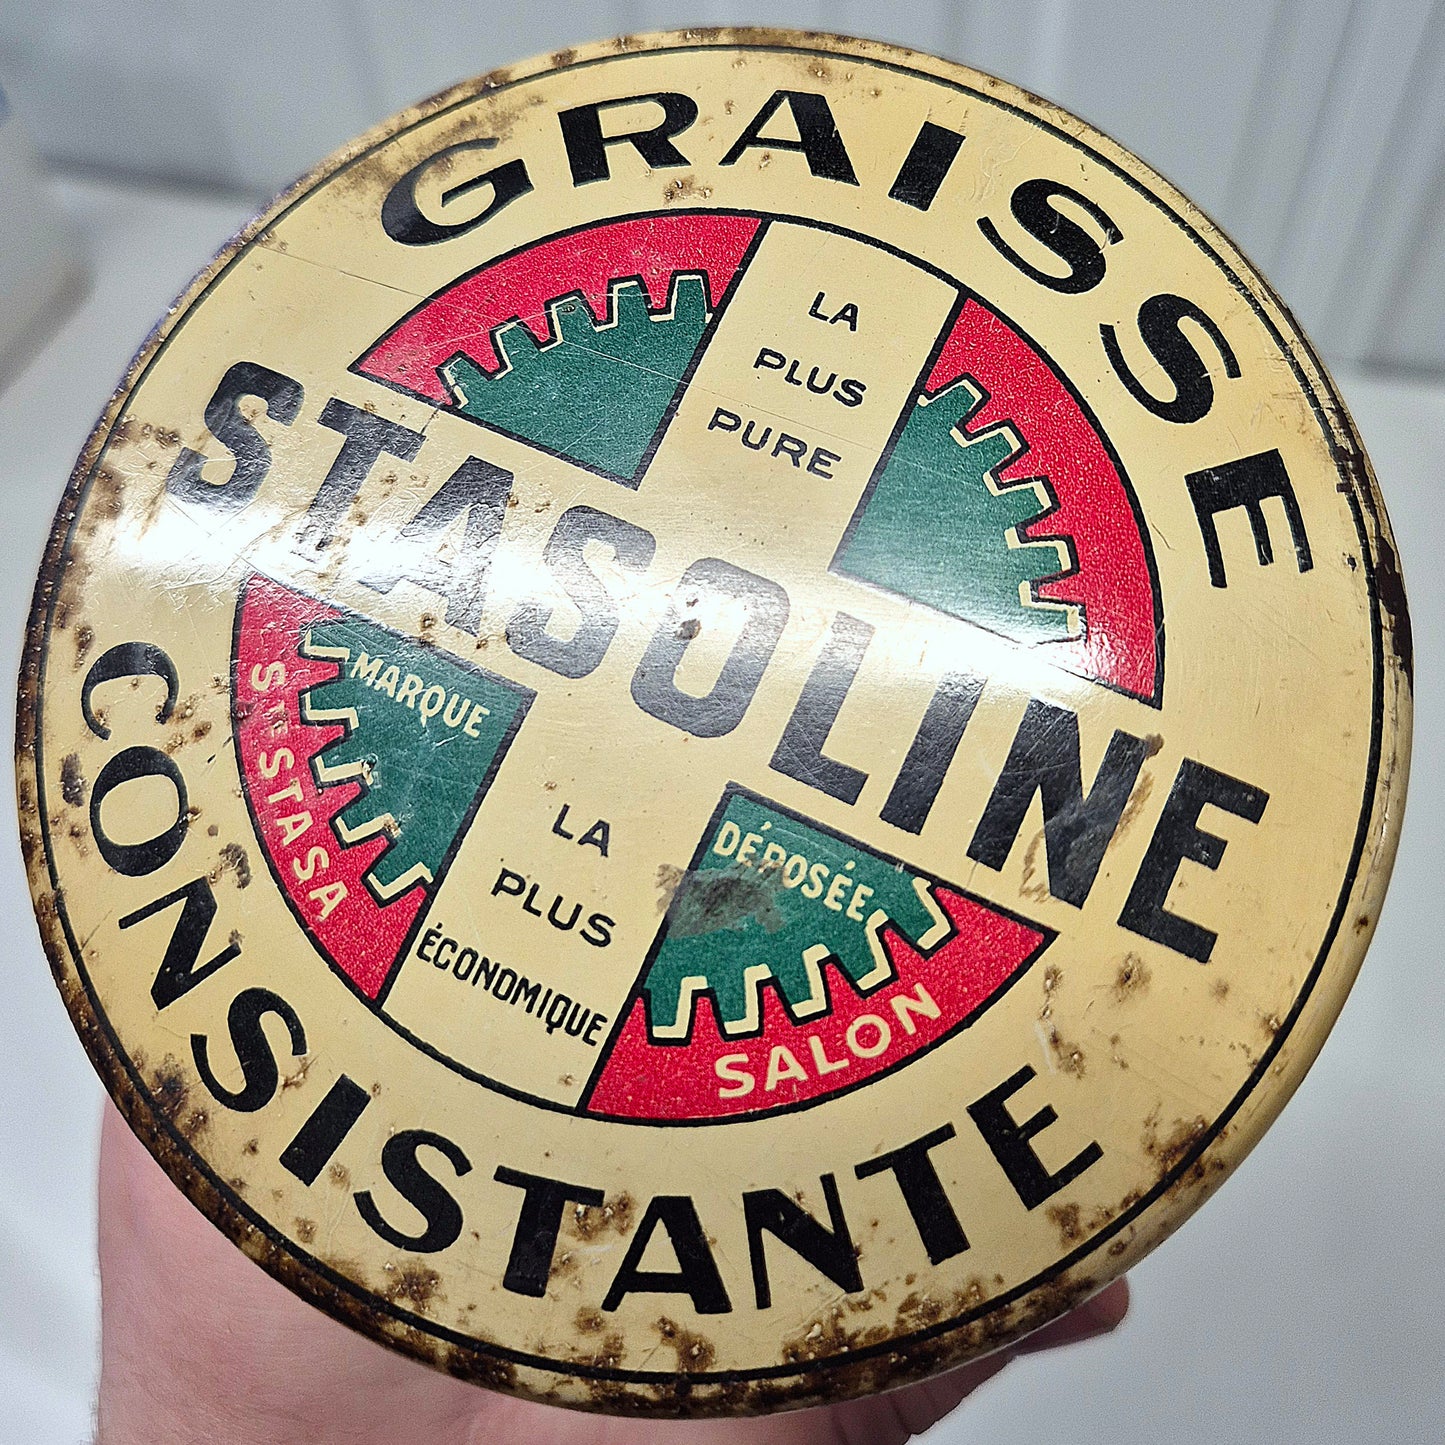 GRAISSE
LA
PLUS
PURE
STASOLINE
MARQUE
DÉPOSÉE
LA
PLUS
ÉCONOMIQUE
STÉ STASA
SALON
CONSISTANTE